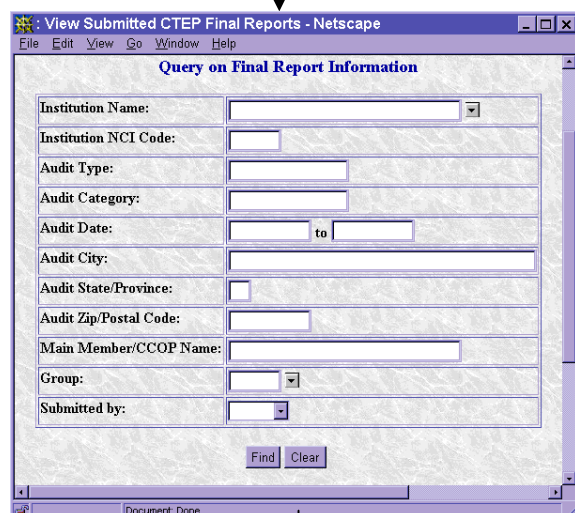 : View Submitted CTEP Final Reports - Netscape
File Edit View Go Window Help
Query on Final Report Information
Institution Name:
Institution NCI Code:
Audit Type:
Audit Category:
Audit Date: to
Audit City:
Audit State/Province:
Audit Zip/Postal Code:
Main Member/CCOP Name:
Group:
Submitted by:
Find Clear
Document: Done